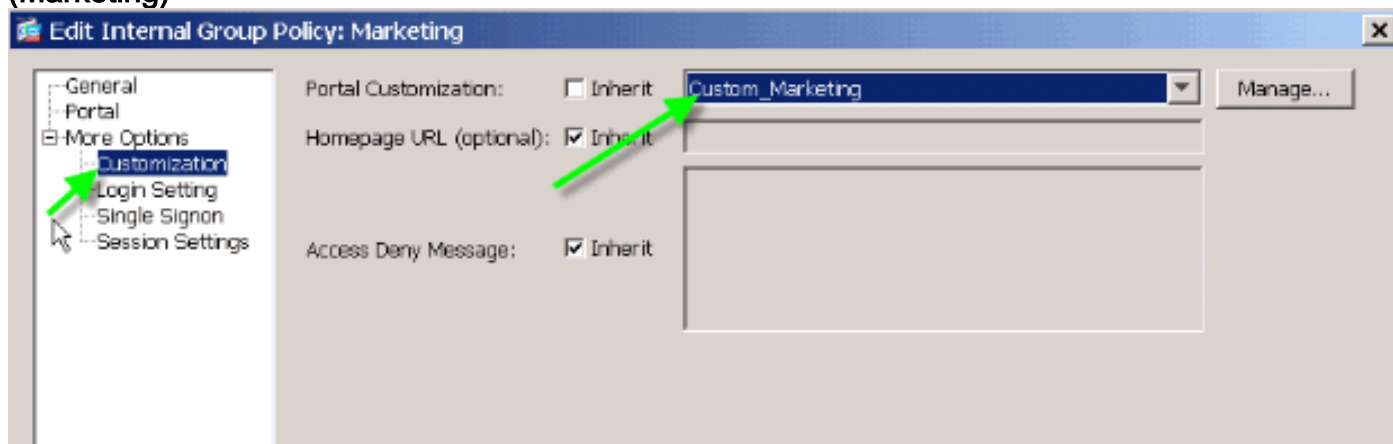 (Marketing)
Edit Internal Group Policy: Marketing
General
Portal
More Options
Customization
Login Setting
Single Signon
Session Settings
Portal Customization: Inherit Custom_Marketing Manage...
Homepage URL (optional): Inherit
Access Deny Message: Inherit